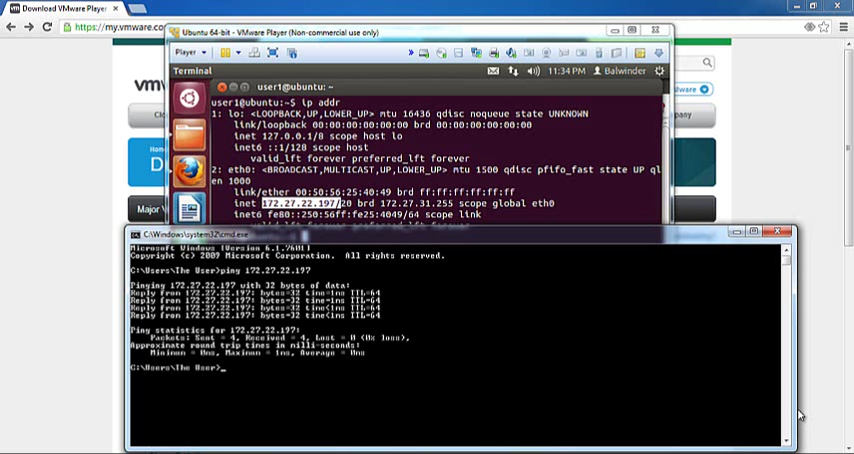 Download VMware Player
https://my.vmware.co
Ubuntu 64-bit - VMware Player (Non-commercial use only)
Player
vm
ware
Terminal
11:34 PM
Balwinder
user1@ubuntu: ~
user1@ubuntu:~$ ip addr
1: lo: <LOOPBACK,UP,LOWER_UP> mtu 16436 qdisc noqueue state UNKNOWN
link/loopback 00:00:00:00:00:00 brd 00:00:00:00:00:00
inet 127.0.0.1/8 scope host lo
inet6 ::1/128 scope host
valid_lft forever preferred_lft forever
2: eth0: <BROADCAST,MULTICAST,UP,LOWER_UP> mtu 1500 qdisc pfifo_fast state UP ql
en 1000
link/ether 00:50:56:25:40:49 brd ff:ff:ff:ff:ff:ff
inet 172.27.22.197/20 brd 172.27.31.255 scope global eth0
inet6 fe80::250:56ff:fe25:4049/64 scope link
Clo
mpany
Hom
D
Major V
C:\Windows\system32\cmd.exe
Microsoft Windows [Version 6.1.7601]
Copyright (c) 2009 Microsoft Corporation. All rights reserved.
C:\Users\The User>ping 172.27.22.197
Pinging 172.27.22.197 with 32 bytes of data:
Reply from 172.27.22.197: bytes=32 time=1ms TTL=64
Reply from 172.27.22.197: bytes=32 time=1ms TTL=64
Reply from 172.27.22.197: bytes=32 time<1ms TTL=64
Reply from 172.27.22.197: bytes=32 time<1ms TTL=64
Ping statistics for 172.27.22.197:
Packets: Sent = 4, Received = 4, Lost = 0 (0% loss),
Approximate round trip times in milli-seconds:
Minimum = 0ms, Maximum = 1ms, Average = 0ms
C:\Users\The User>_